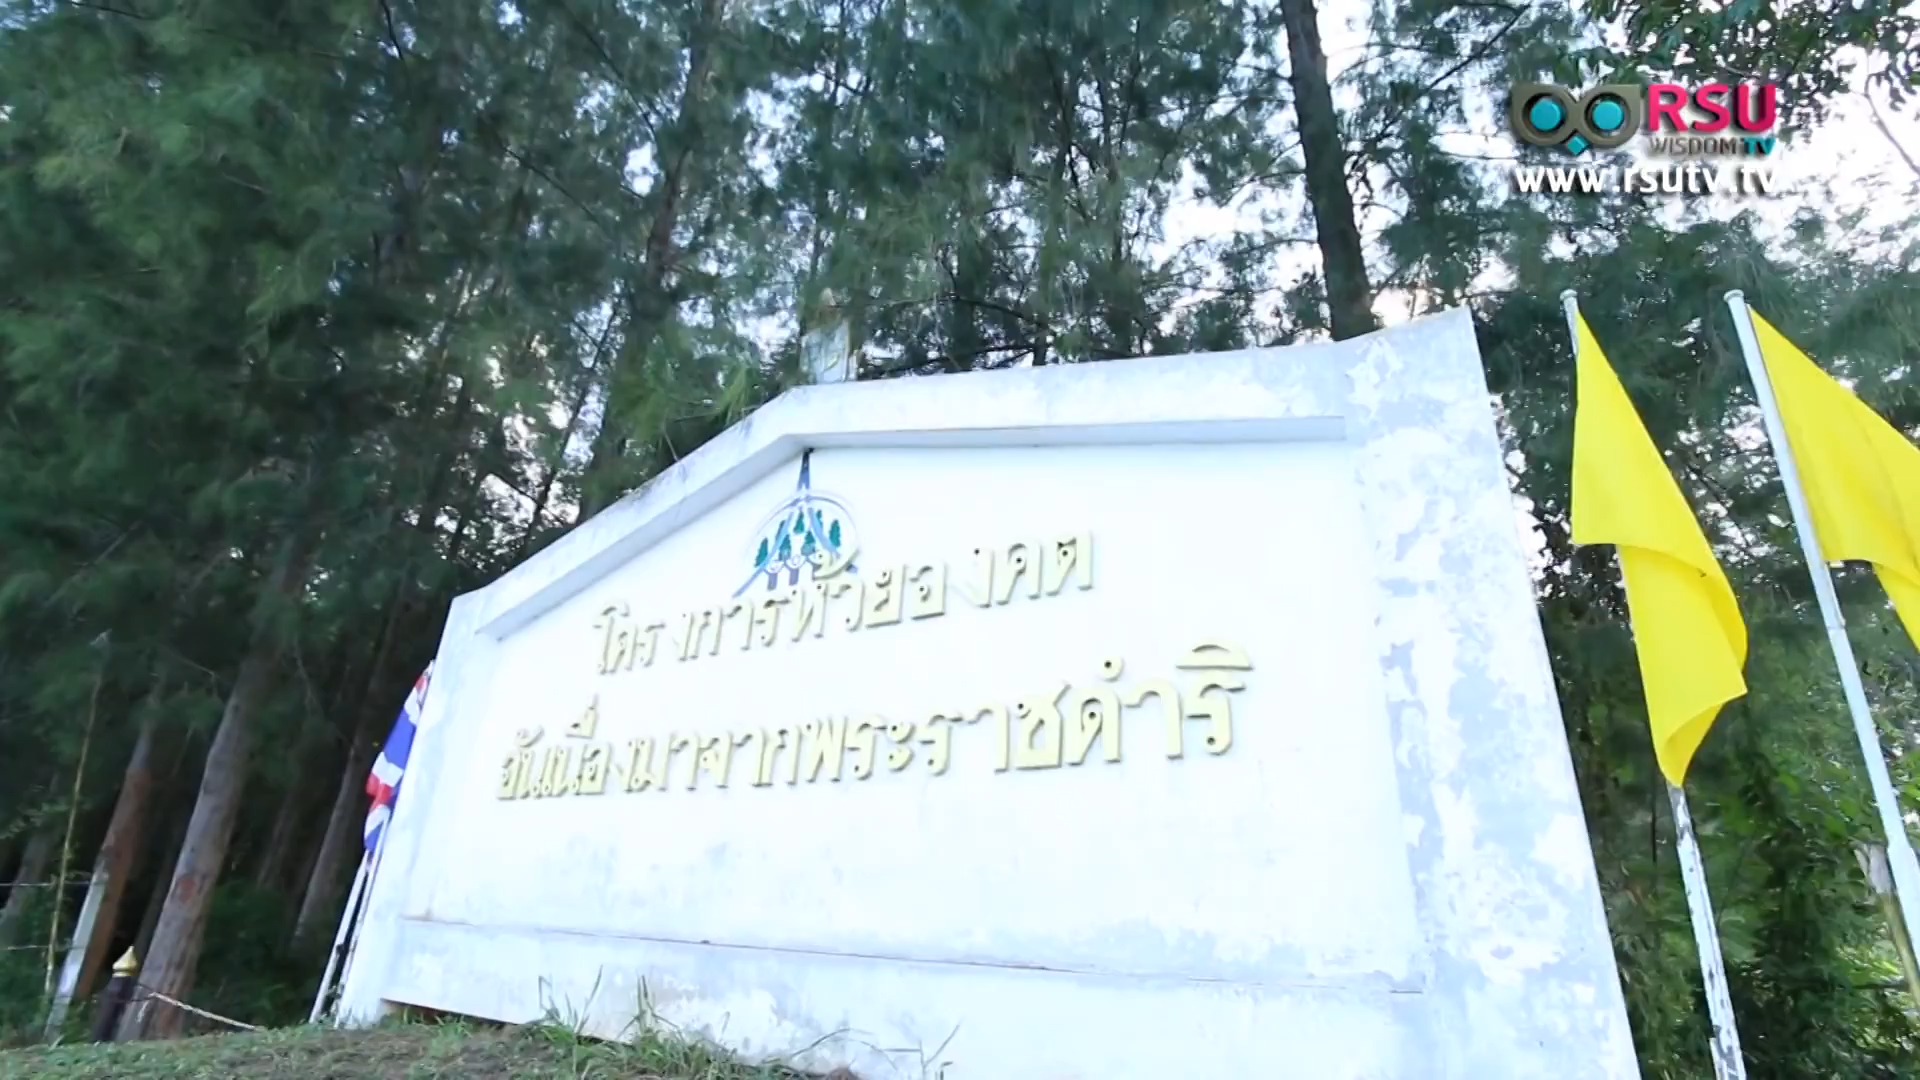 RSU
WISDOM TV
www.rsutv.tv
โครงการห้วยองคต
อันเนื่องมาจากพระราชดำริ